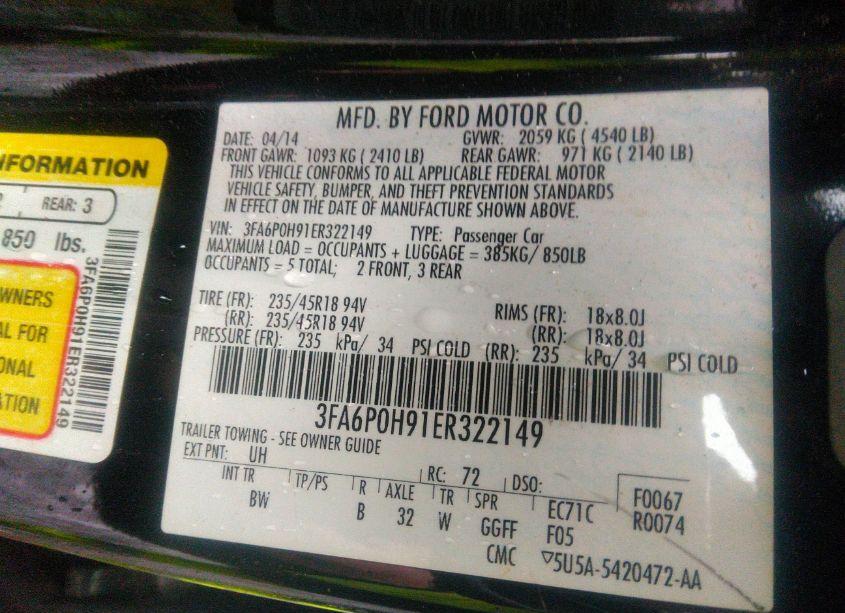 NFORMATION
REAR: 3
850 lbs.
WNERS
AL FOR
ONAL
ATION
3FA6P0H91ER322149
MFD. BY FORD MOTOR CO.
DATE: 04/14 GVWR: 2059 KG ( 4540 LB)
FRONT GAWR: 1093 KG ( 2410 LB) REAR GAWR: 971 KG ( 2140 LB)
THIS VEHICLE CONFORMS TO ALL APPLICABLE FEDERAL MOTOR
VEHICLE SAFETY, BUMPER, AND THEFT PREVENTION STANDARDS
IN EFFECT ON THE DATE OF MANUFACTURE SHOWN ABOVE.
VIN: 3FA6P0H91ER322149 TYPE: Passenger Car
MAXIMUM LOAD = OCCUPANTS + LUGGAGE = 385KG/ 850LB
OCCUPANTS = 5 TOTAL; 2 FRONT, 3 REAR
TIRE (FR): 235/45R18 94V RIMS (FR): 18x8.0J
(RR): 235/45R18 94V (RR): 18x8.0J
PRESSURE (FR): 235 kPa/ 34 PSI COLD (RR): 235 kPa/ 34 PSI COLD
3FA6P0H91ER322149
TRAILER TOWING - SEE OWNER GUIDE
EXT PNT: UH RC: 72 DSO:
INT TR TP/PS R AXLE TR SPR EC71C F0067
BW B 32 W GGFF F05 R0074
CMC 5U5A-5420472-AA